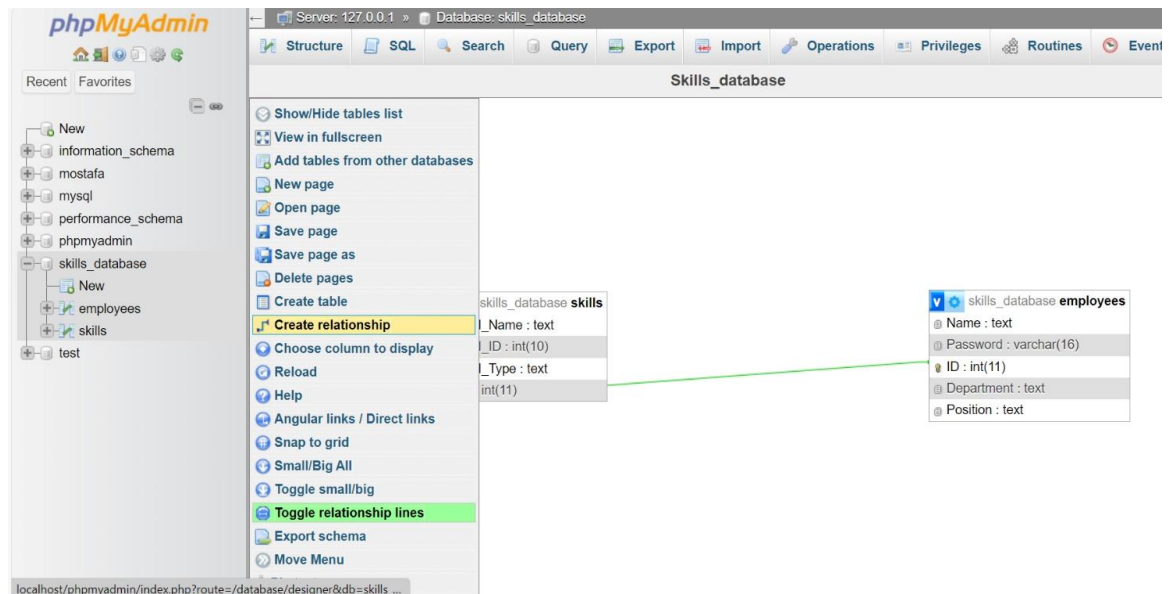 phpMyAdmin
Recent Favorites
New
information_schema
mostafa
mysql
performance_schema
phpmyadmin
skills_database
New
employees
skills
test
Server: 127.0.0.1 » Database: skills_database
Structure SQL Search Query Export Import Operations Privileges Routines Event
Skills_database
Show/Hide tables list
View in fullscreen
Add tables from other databases
New page
Open page
Save page
Save page as
Delete pages
Create table
Create relationship
Choose column to display
Reload
Help
Angular links / Direct links
Snap to grid
Small/Big All
Toggle small/big
Toggle relationship lines
Export schema
Move Menu
skills_database skills
l_Name : text
l_ID : int(10)
l_Type : text
int(11)
V skills_database employees
Name : text
Password : varchar(16)
ID : int(11)
Department : text
Position : text
localhost/phpmyadmin/index.php?route=/database/designer&db=skills ...